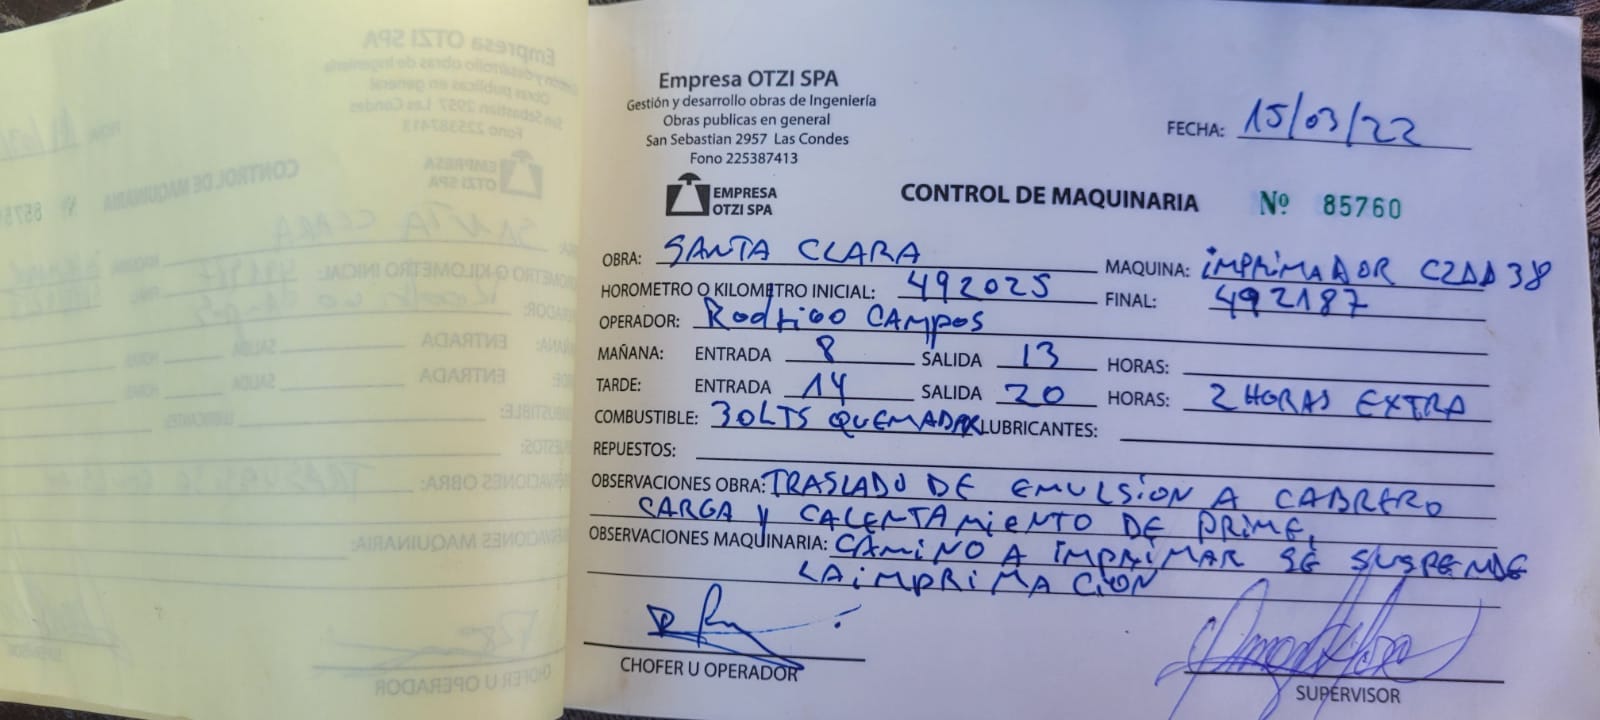 Empresa OTZI SPA
Gestión y desarrollo obras de Ingeniería
Obras publicas en general
San Sebastian 2957 Las Condes
Fono 225387413
EMPRESA
OTZI SPA
FECHA: 15/03/22
CONTROL DE MAQUINARIA Nº 85760
OBRA: SANTA CLARA MAQUINA: IMPRIMADOR CZDD38
HOROMETRO O KILOMETRO INICIAL: 492025 FINAL: 492187
OPERADOR: Rodrigo CAMPOS
MAÑANA: ENTRADA 8 SALIDA 13 HORAS:
TARDE: ENTRADA 14 SALIDA 20 HORAS: 2 HORAS EXTRA
COMBUSTIBLE: 30LTS QUEMADOR LUBRICANTES:
REPUESTOS:
OBSERVACIONES OBRA: TRASLADO DE EMULSION A CABRERO
CARGA Y CALENTAMIENTO DE PRIME,
OBSERVACIONES MAQUINARIA: CAMINO A IMPRIMAR SE SUSPENDE
LA IMPRIMACION
CHOFER U OPERADOR
SUPERVISOR